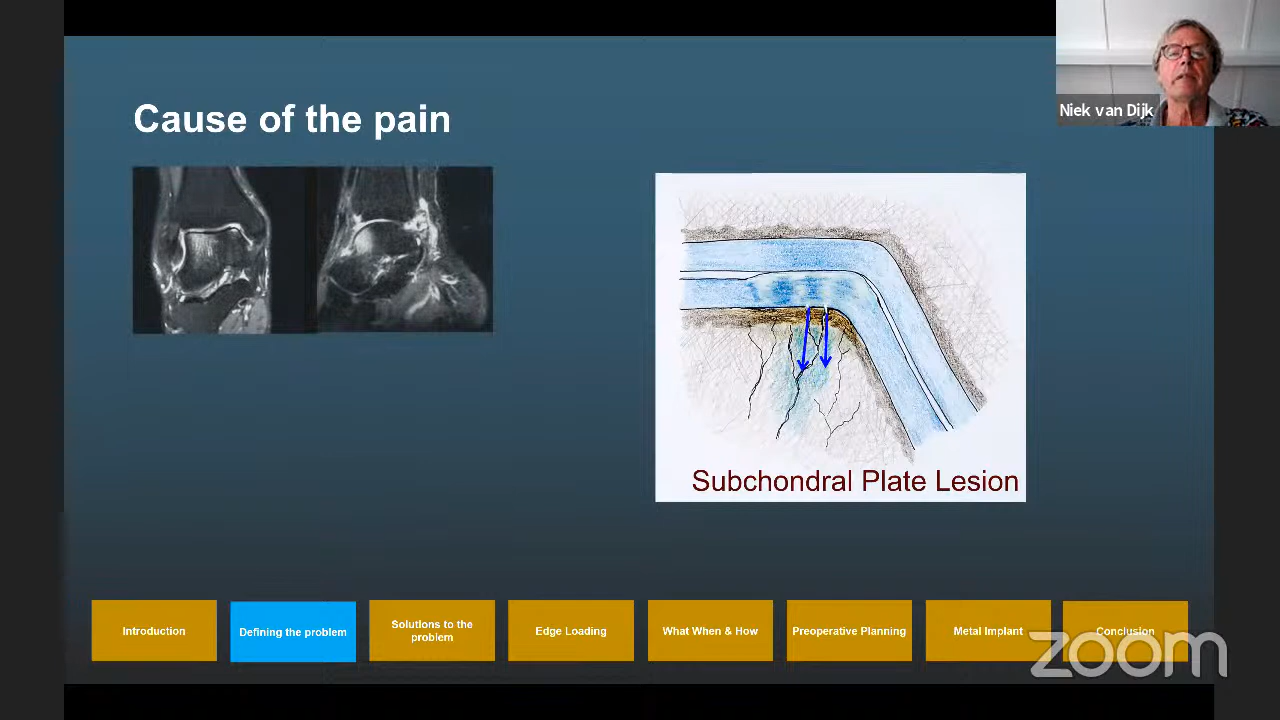 Cause of the pain
Niek van Dijk
Subchondral Plate Lesion
Introduction
Defining the problem
Solutions to the
problem
Edge Loading
What When & How
Preoperative Planning
Metal Implant
Conclusion
zoom